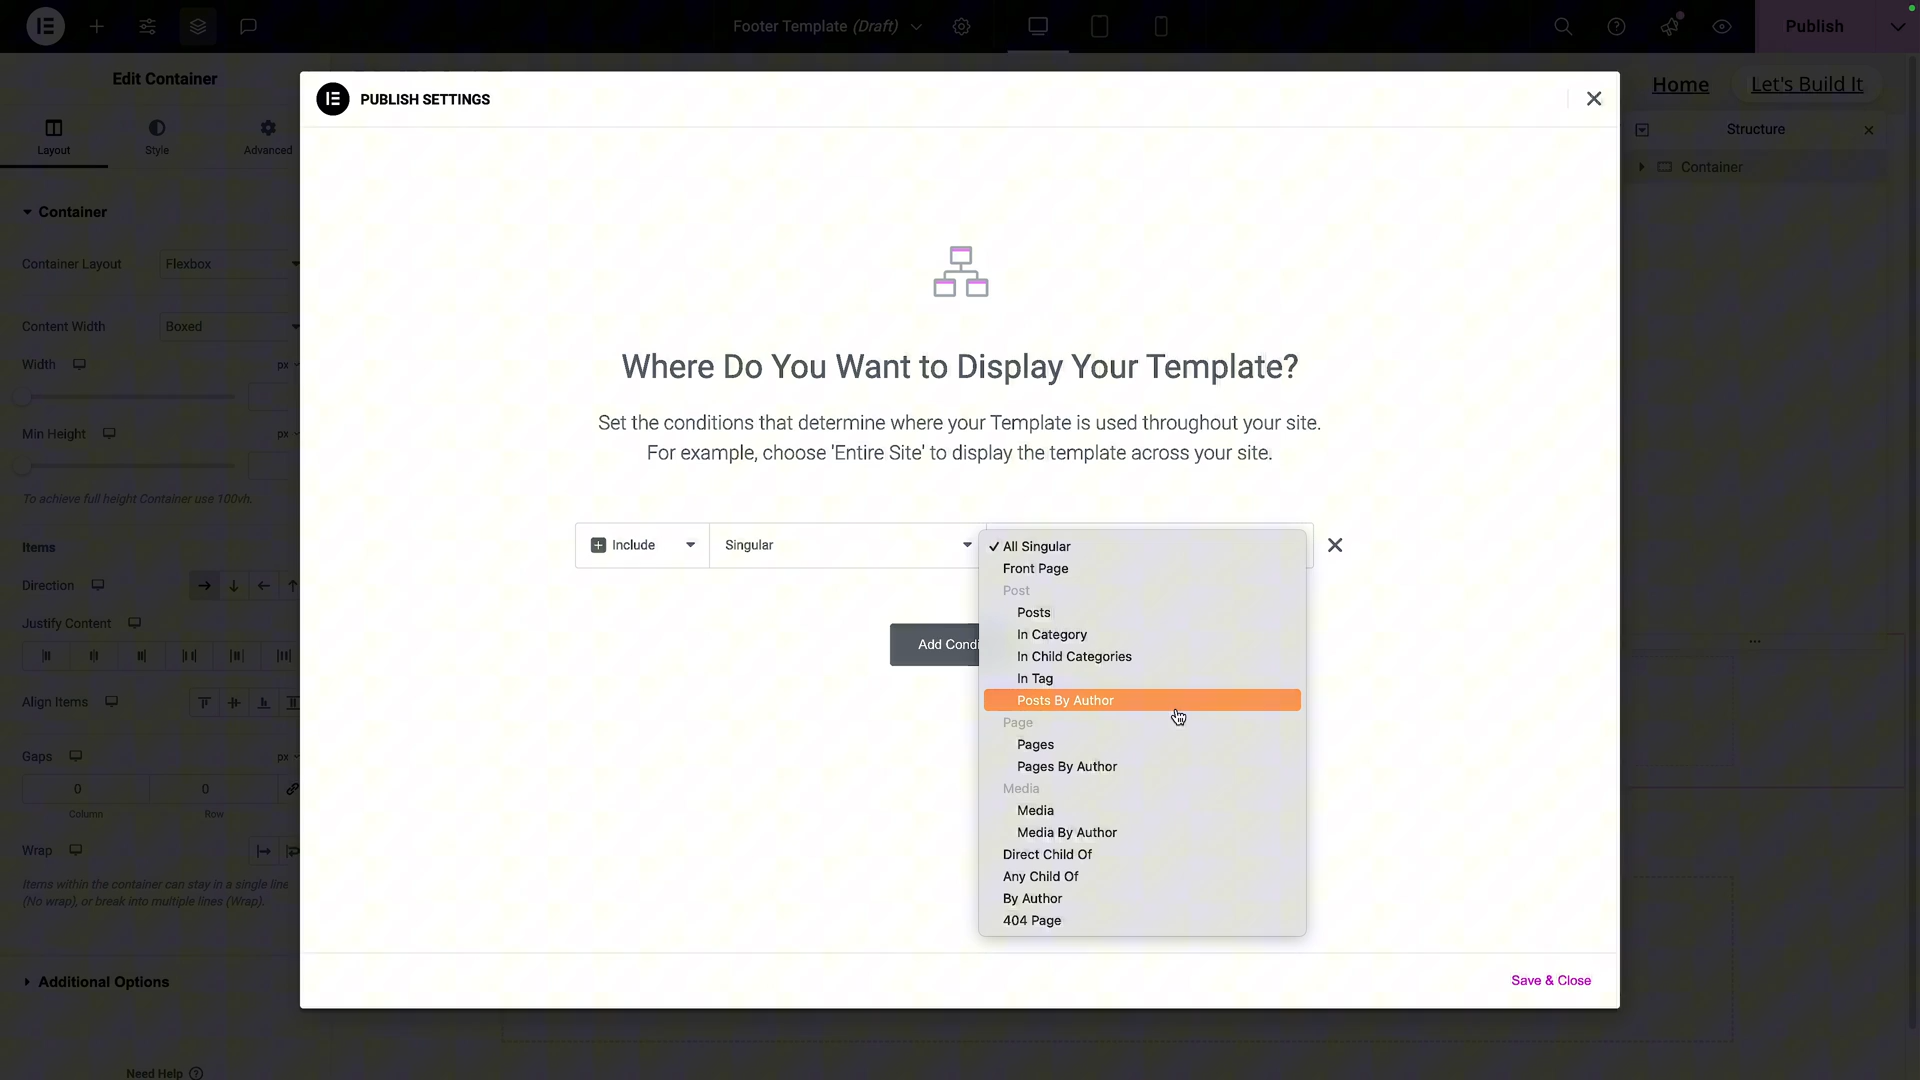 Footer Template (Draft)
Publish
Edit Container
Layout
Style
Advanced
Container
Container Layout
Flexbox
Content Width
Boxed
Width
px
Min Height
px
To achieve full height Container use 100vh.
Items
Direction
Justify Content
Align Items
Gaps
px
0
0
Column
Row
Wrap
Items within the container can stay in a single line
(No wrap), or break into multiple lines (Wrap).
Additional Options
Need Help
PUBLISH SETTINGS
Where Do You Want to Display Your Template?
Set the conditions that determine where your Template is used throughout your site.
For example, choose 'Entire Site' to display the template across your site.
Include
Singular
All Singular
Front Page
Post
Posts
In Category
In Child Categories
In Tag
Posts By Author
Page
Pages
Pages By Author
Media
Media
Media By Author
Direct Child Of
Any Child Of
By Author
404 Page
Add Condi
Save & Close
Home
Let's Build It
Structure
Container